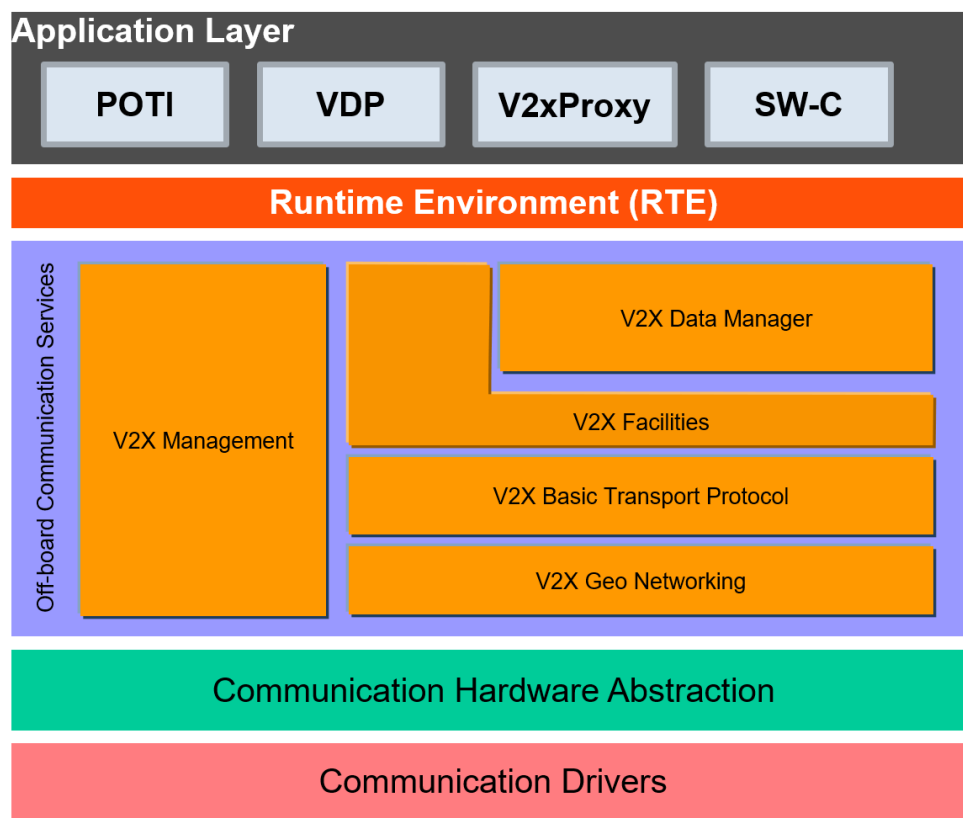 Application Layer
POTI
VDP
V2xProxy
SW-C
Runtime Environment (RTE)
Off-board Communication Services
V2X Management
V2X Data Manager
V2X Facilities
V2X Basic Transport Protocol
V2X Geo Networking
Communication Hardware Abstraction
Communication Drivers